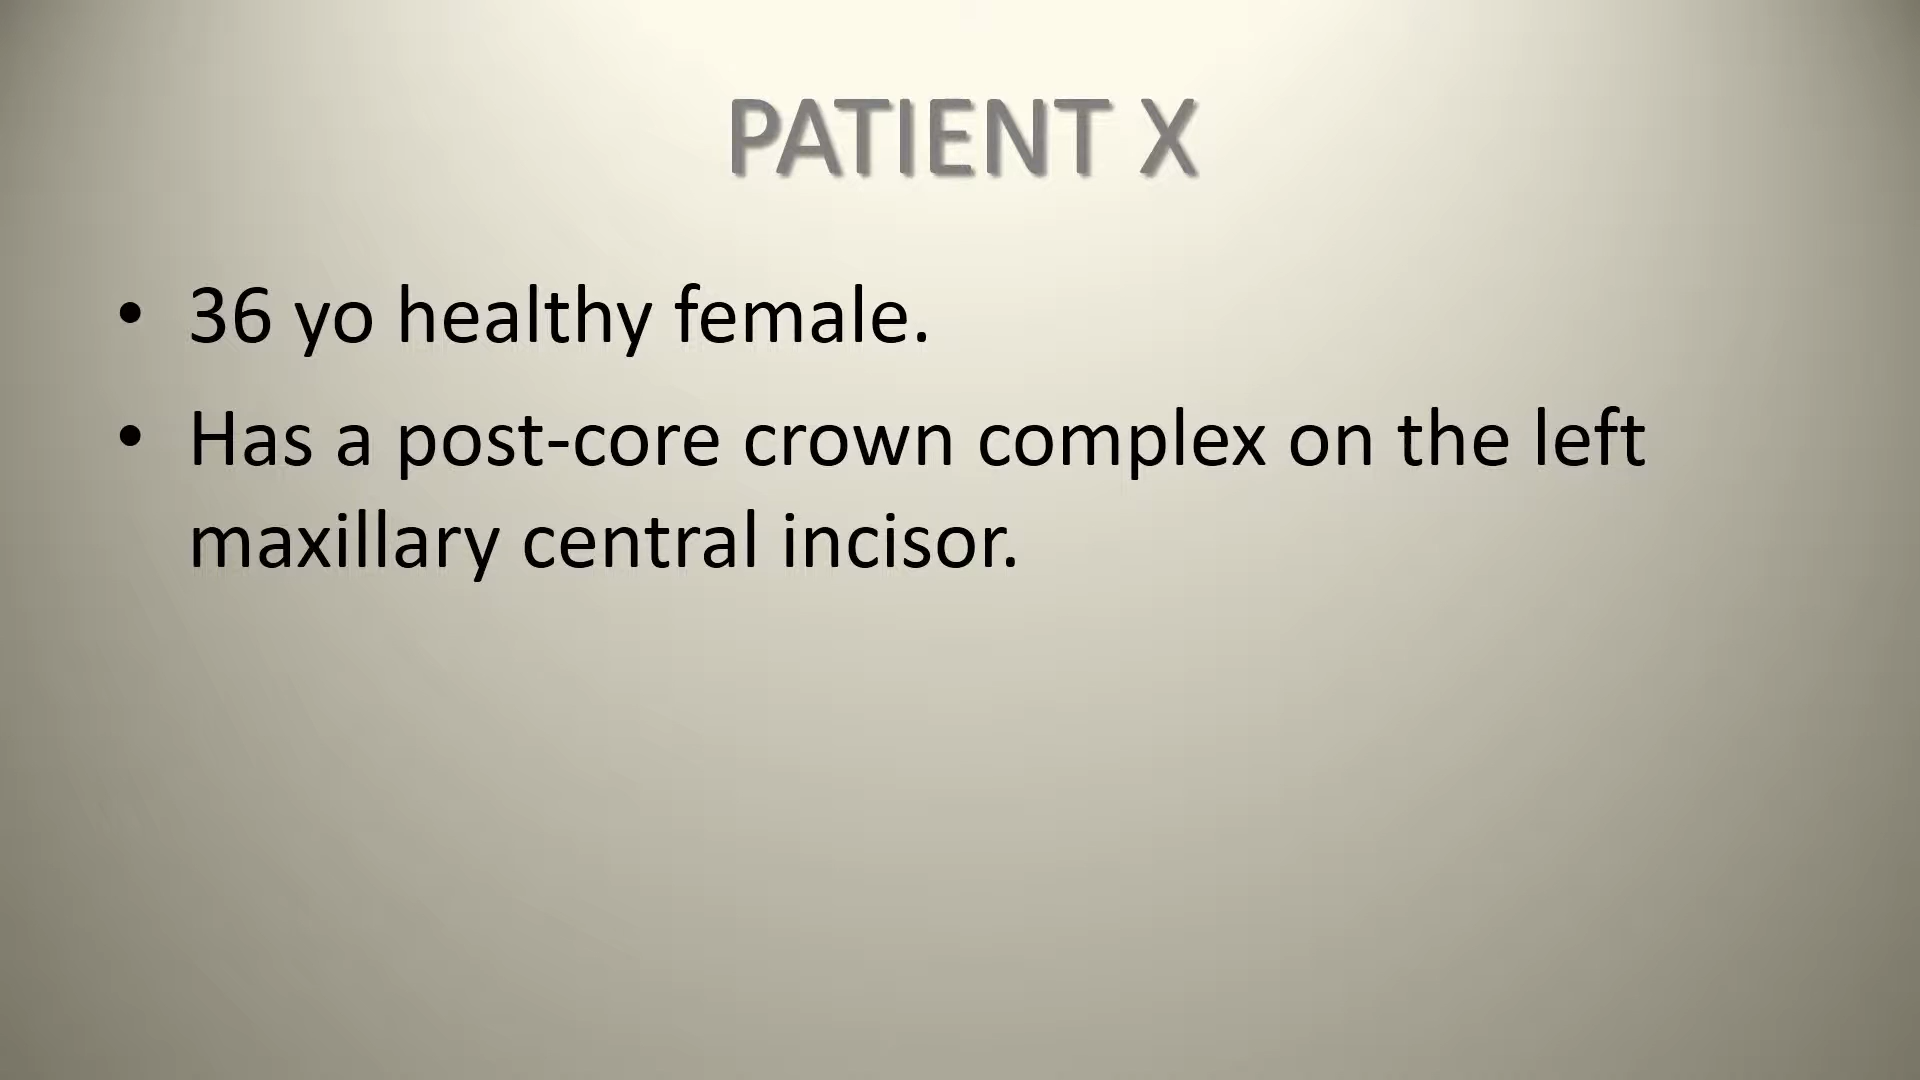 PATIENT X
• 36 yo healthy female.
• Has a post-core crown complex on the left
maxillary central incisor.